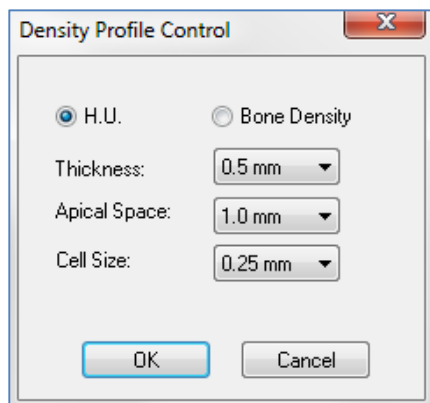 Density Profile Control
H.U. Bone Density
Thickness: 0.5 mm
Apical Space: 1.0 mm
Cell Size: 0.25 mm
OK Cancel